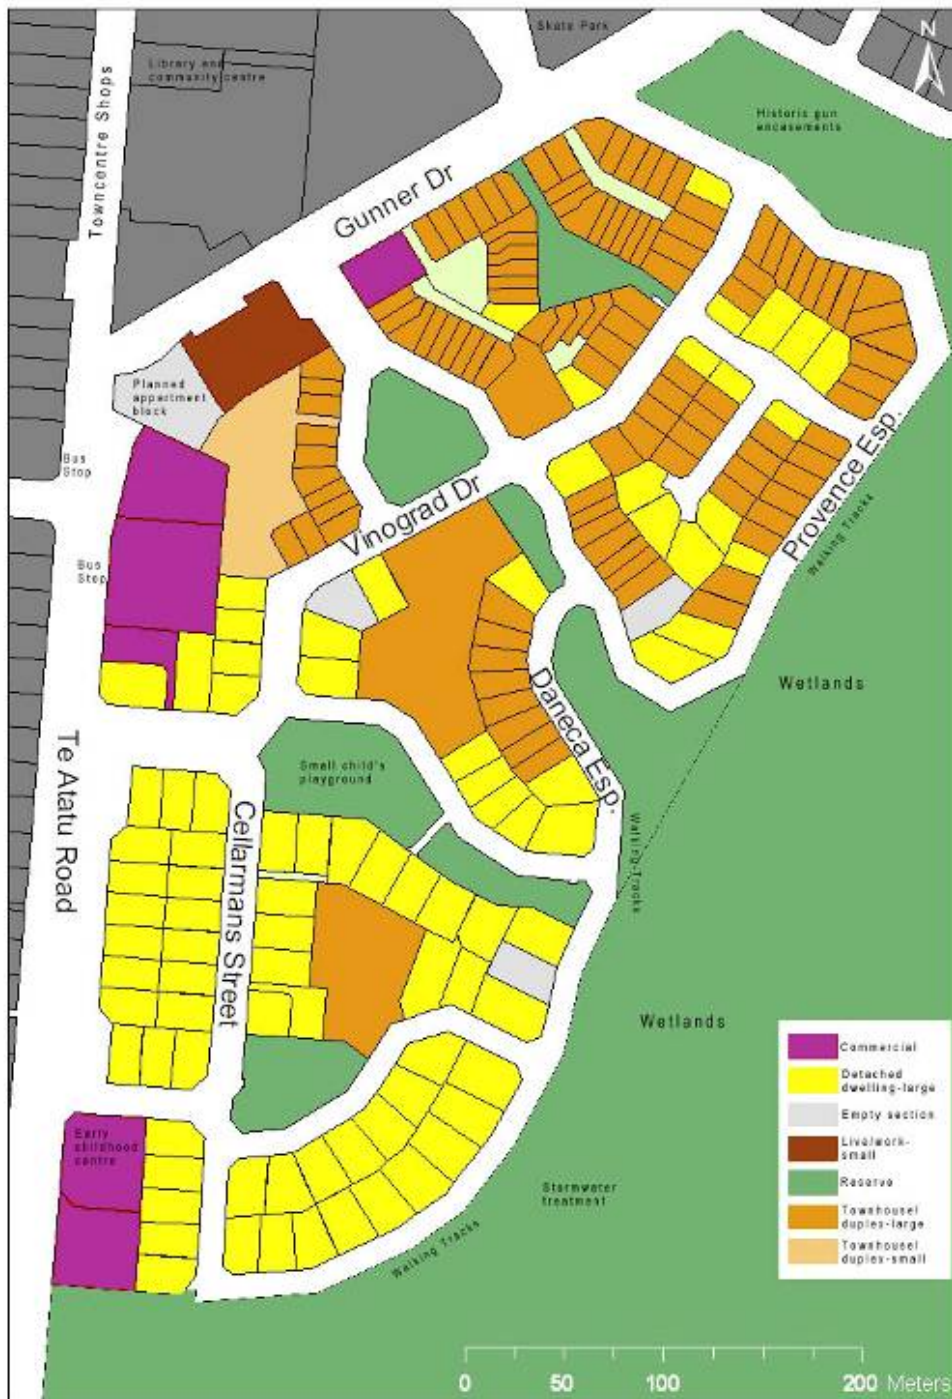 Skate Park
N
Library and
community centre
Towncentre Shops
Historic gun
encasements
Gunner Dr
Planned
appartment
block
Bus
Stop
Bus
Stop
Vinograd Dr
Provence Esp.
Walking Tracks
Wetlands
Daneca Esp.
Te Atatu Road
Small child's
playground
Cellarmans Street
Walking Tracks
Wetlands
Early
childhood
centre
Stormwater
treatment
Walking Tracks
Commercial
Detached
dwelling-large
Empty section
Live/work-
small
Reserve
Townhouse/
duplex-large
Townhouse/
duplex-small
0 50 100 200 Meters